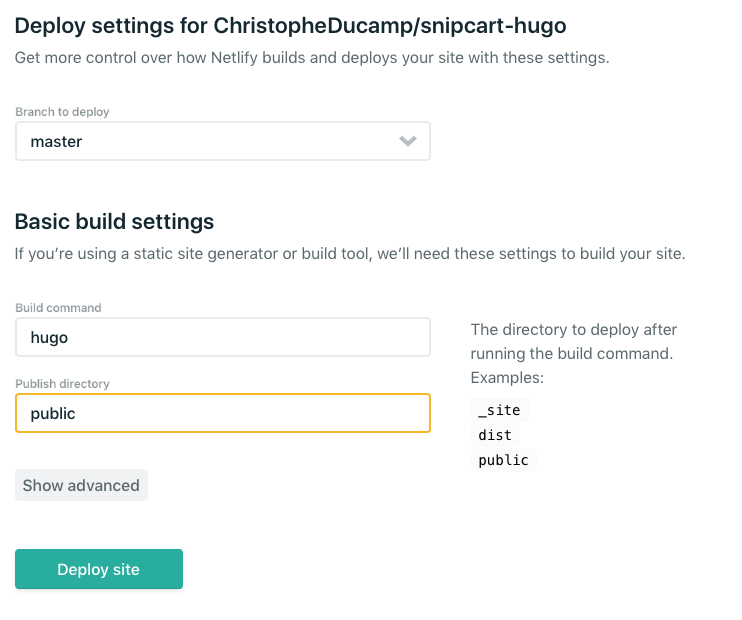 Deploy settings for ChristopheDucamp/snipcart-hugo
Get more control over how Netlify builds and deploys your site with these settings.
Branch to deploy
master
Basic build settings
If you’re using a static site generator or build tool, we’ll need these settings to build your site.
Build command
hugo
Publish directory
public
The directory to deploy after
running the build command.
Examples:
_site
dist
public
Show advanced
Deploy site